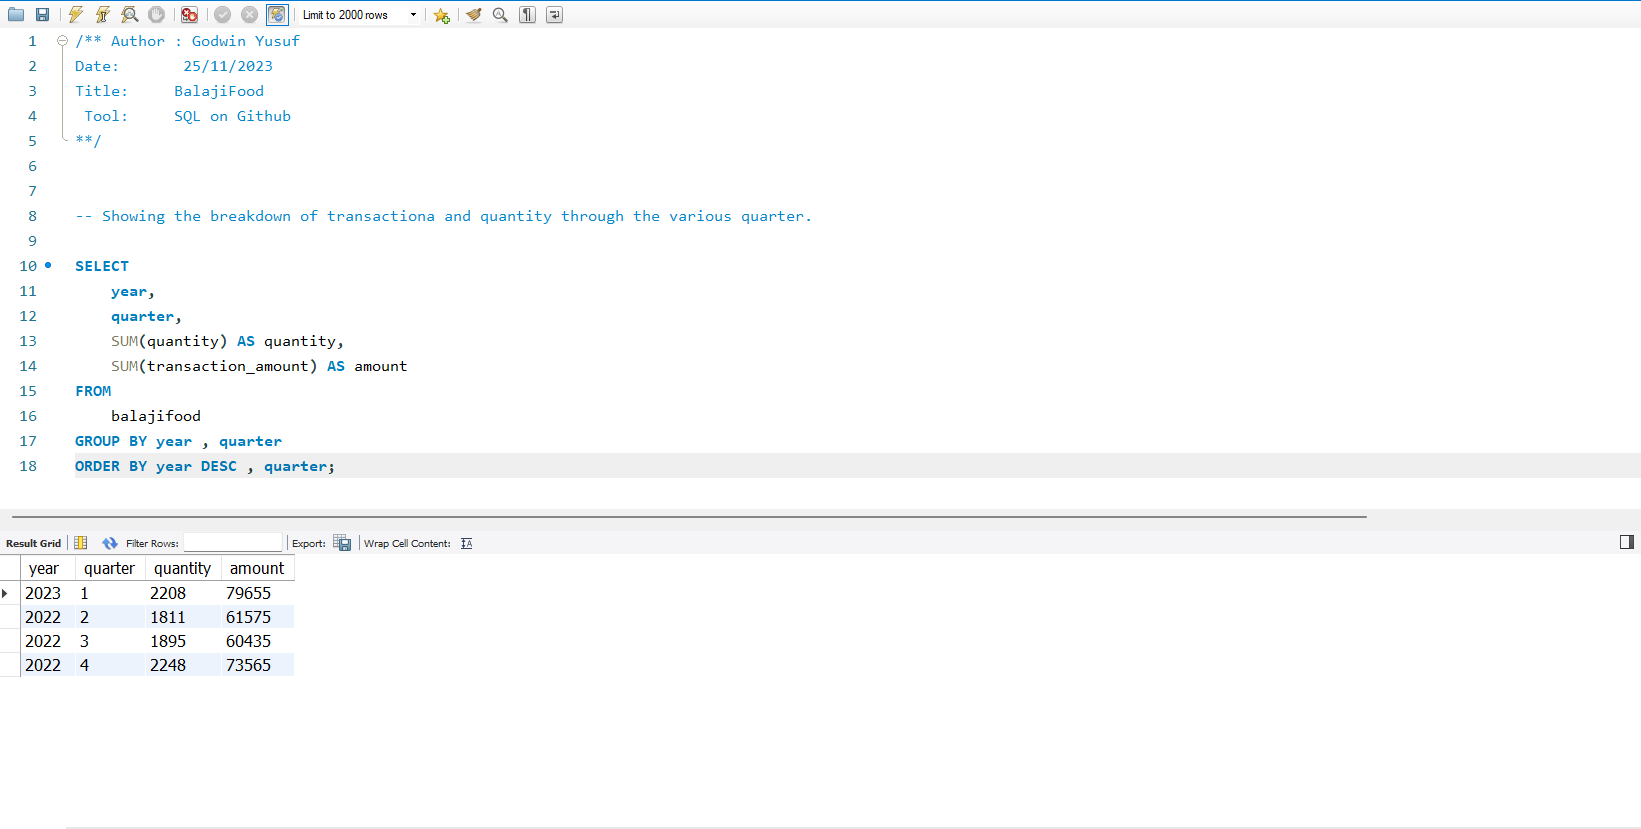 Limit to 2000 rows
1 /** Author : Godwin Yusuf
2 Date: 25/11/2023
3 Title: BalajiFood
4 Tool: SQL on Github
5 **/
6
7
8 -- Showing the breakdown of transactiona and quantity through the various quarter.
9
10 SELECT
11 year,
12 quarter,
13 SUM(quantity) AS quantity,
14 SUM(transaction_amount) AS amount
15 FROM
16 balajifood
17 GROUP BY year , quarter
18 ORDER BY year DESC , quarter;
Result Grid Filter Rows: Export: Wrap Cell Content:
year quarter quantity amount
2023 1 2208 79655
2022 2 1811 61575
2022 3 1895 60435
2022 4 2248 73565